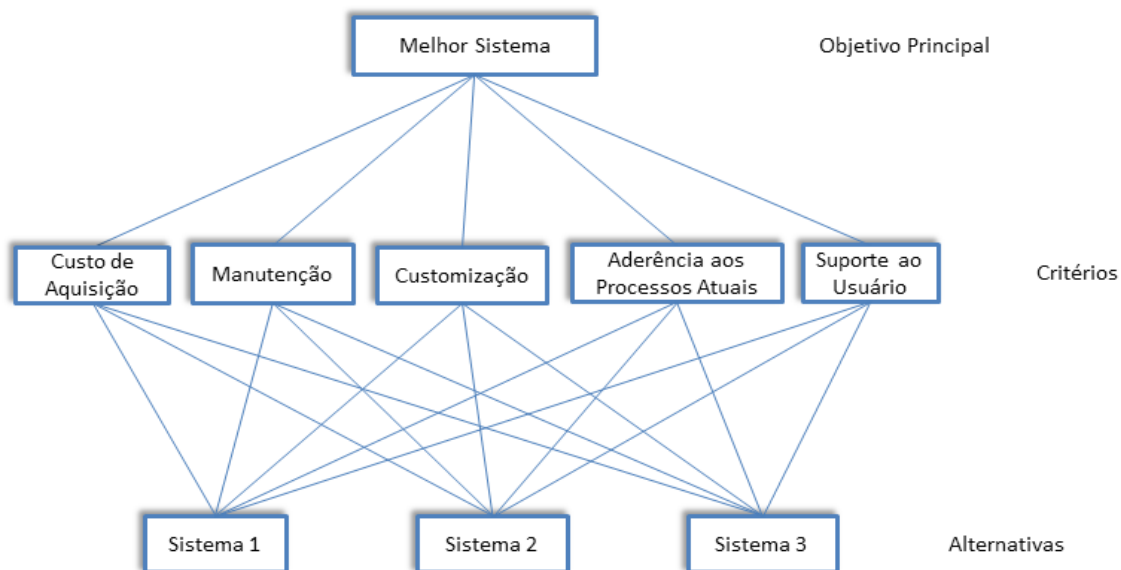 Melhor Sistema
Objetivo Principal
Custo de
Aquisição
Manutenção
Customização
Aderência aos
Processos Atuais
Suporte ao
Usuário
Critérios
Sistema 1
Sistema 2
Sistema 3
Alternativas